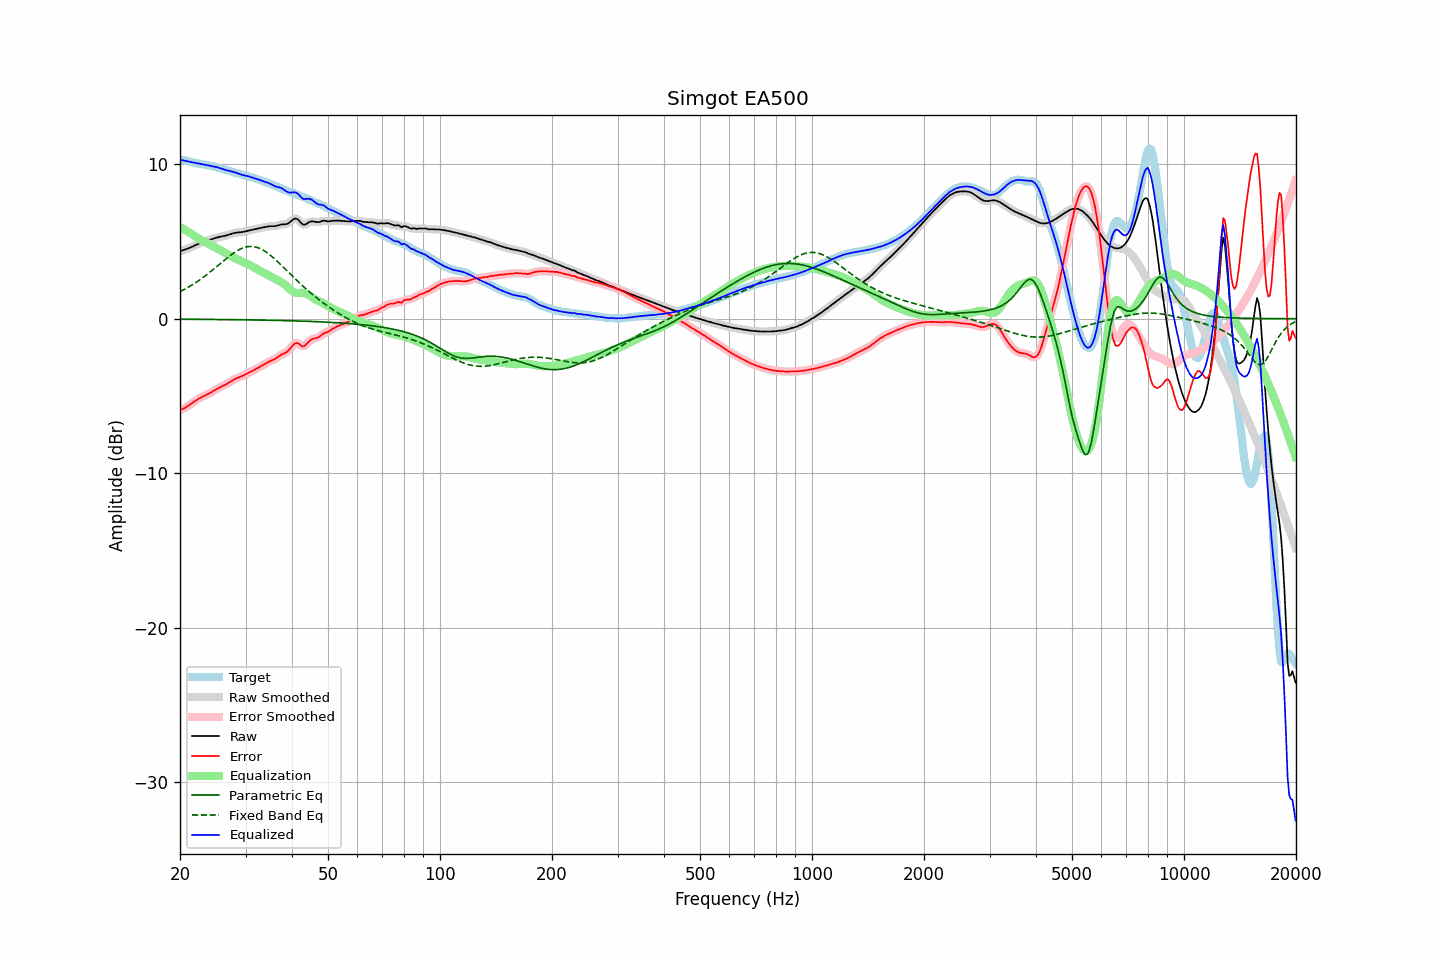 Simgot EA500
Amplitude (dBr)
10
0
−10
−20
−30
Target
Raw Smoothed
Error Smoothed
Raw
Error
Equalization
Parametric Eq
Fixed Band Eq
Equalized
20 50 100 200 500 1000 2000 5000 10000 20000
Frequency (Hz)